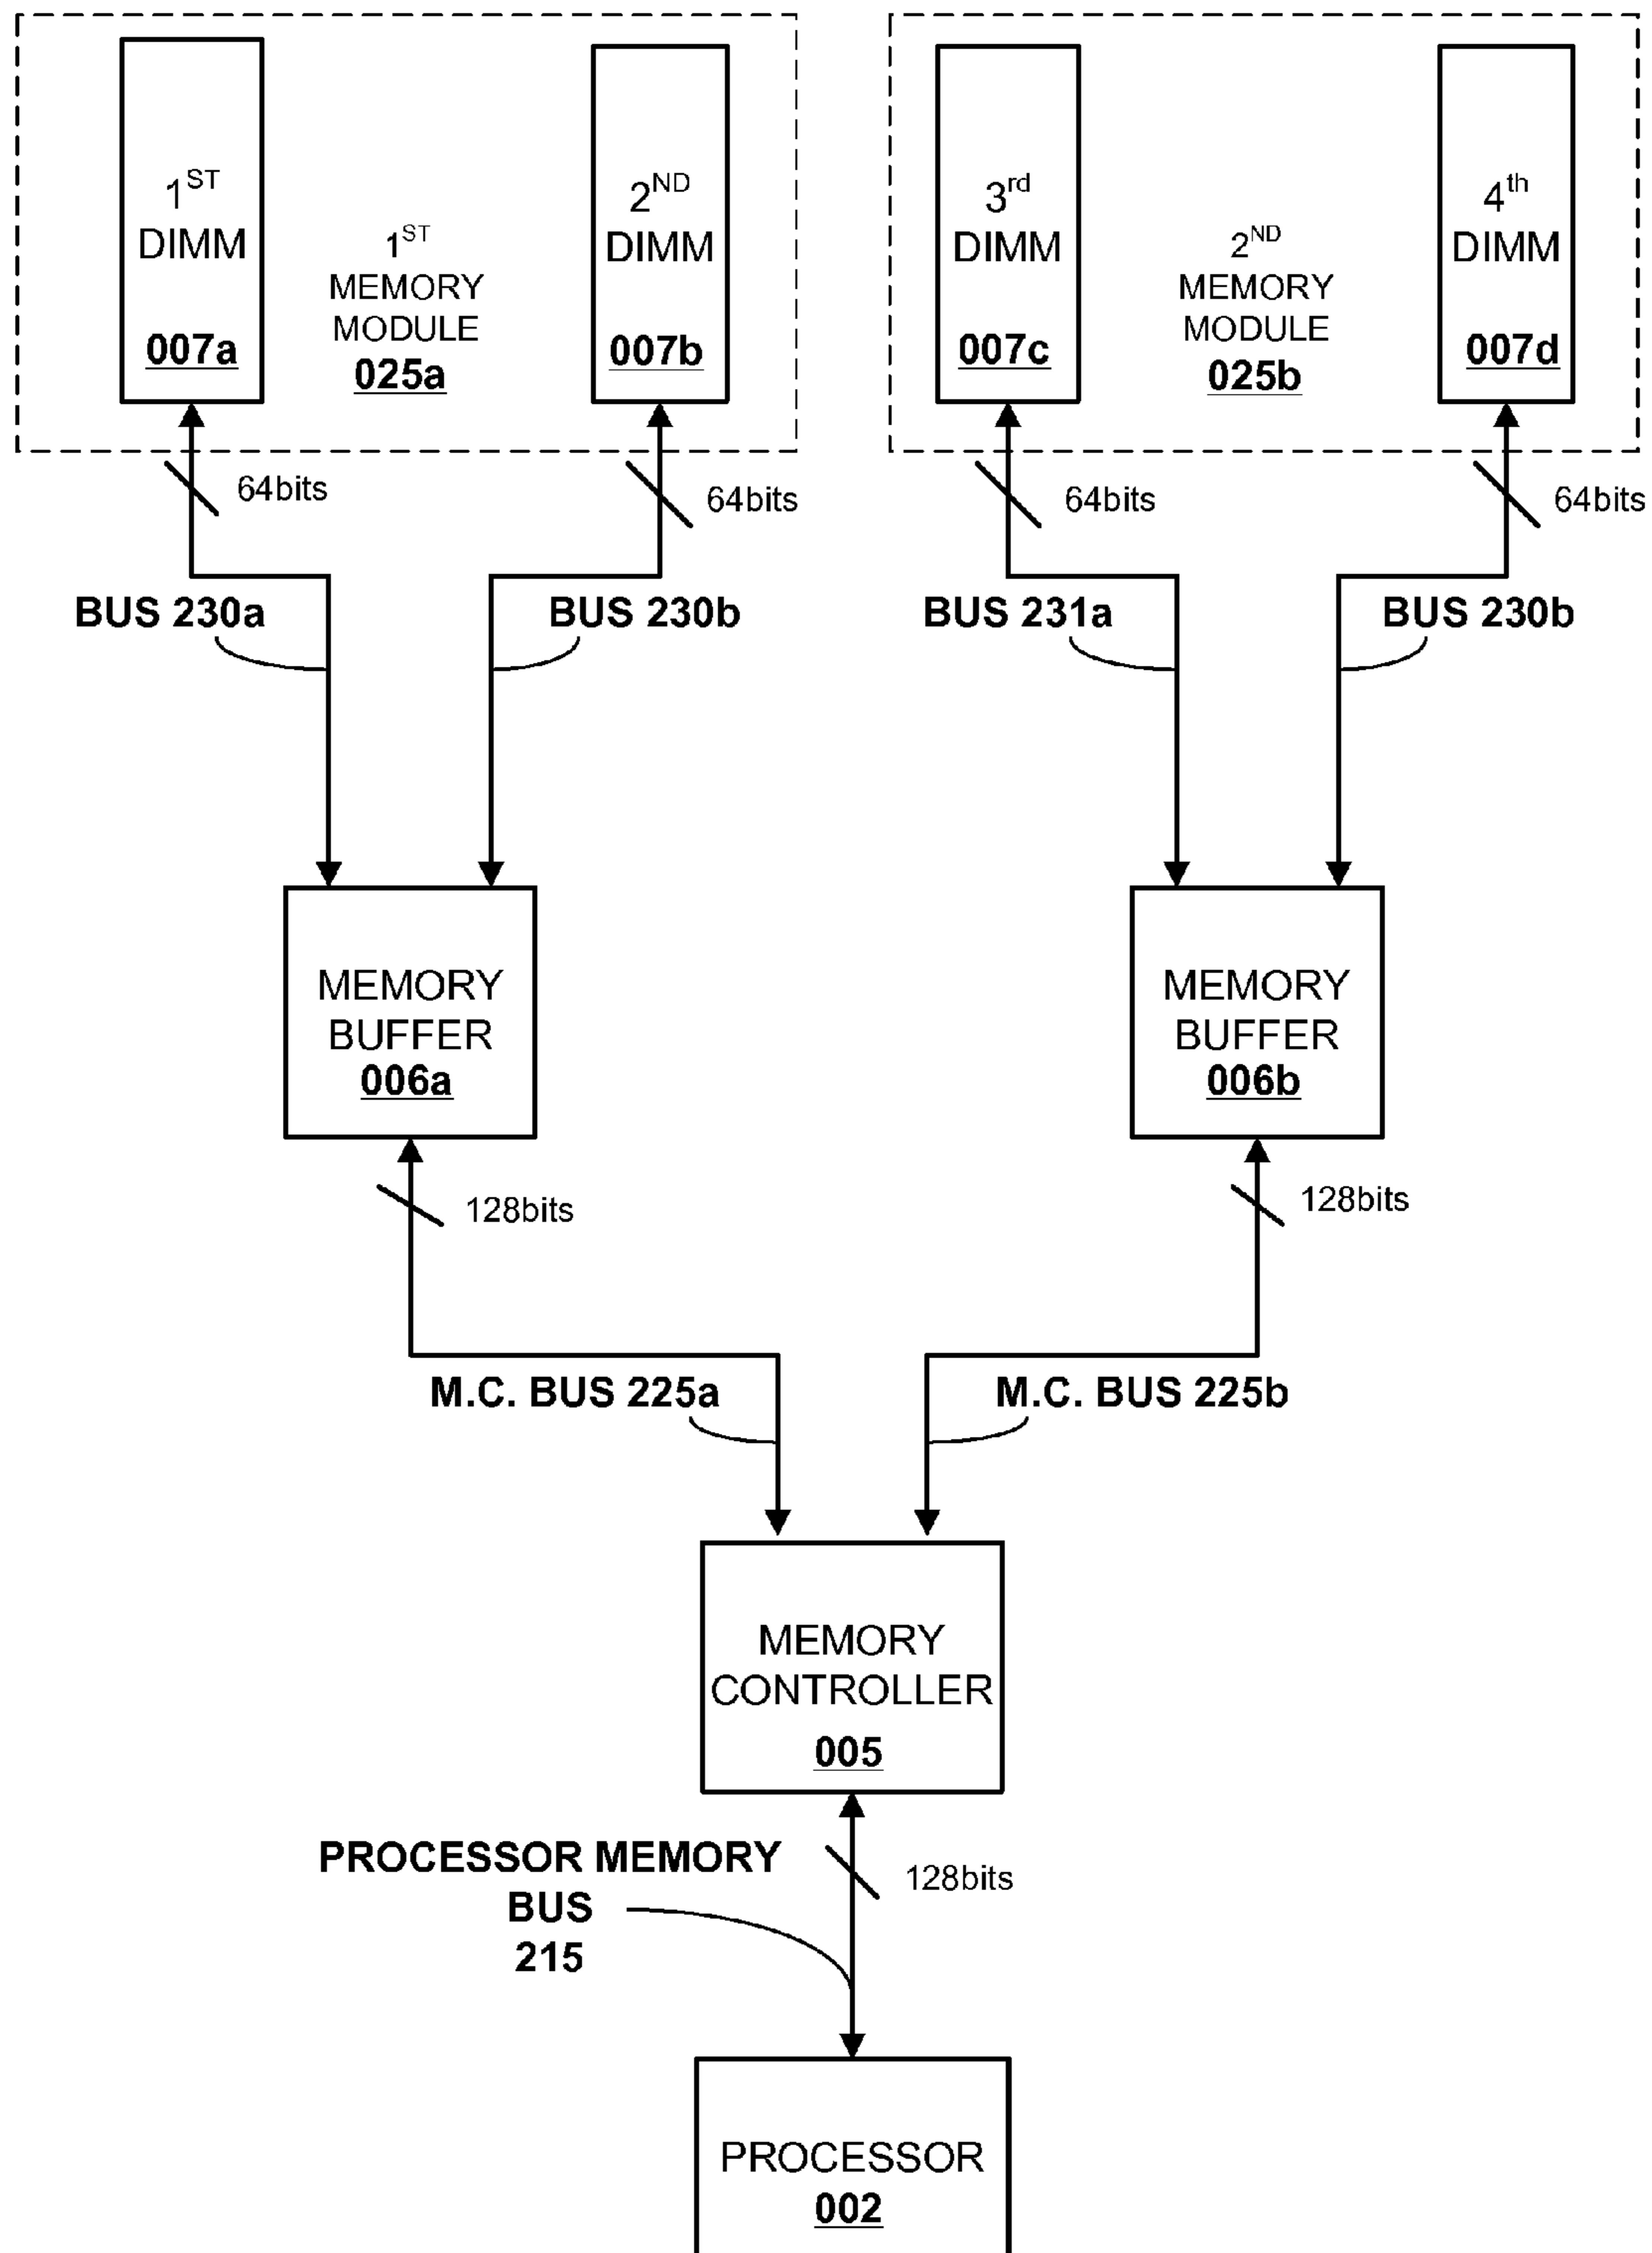 1ST
DIMM
007a
1ST
MEMORY
MODULE
025a
2ND
DIMM
007b
3rd
DIMM
007c
2ND
MEMORY
MODULE
025b
4th
DIMM
007d
64bits
64bits
64bits
64bits
BUS 230a
BUS 230b
BUS 231a
BUS 230b
MEMORY
BUFFER
006a
MEMORY
BUFFER
006b
128bits
128bits
M.C. BUS 225a
M.C. BUS 225b
MEMORY
CONTROLLER
005
PROCESSOR MEMORY
BUS
215
128bits
PROCESSOR
002